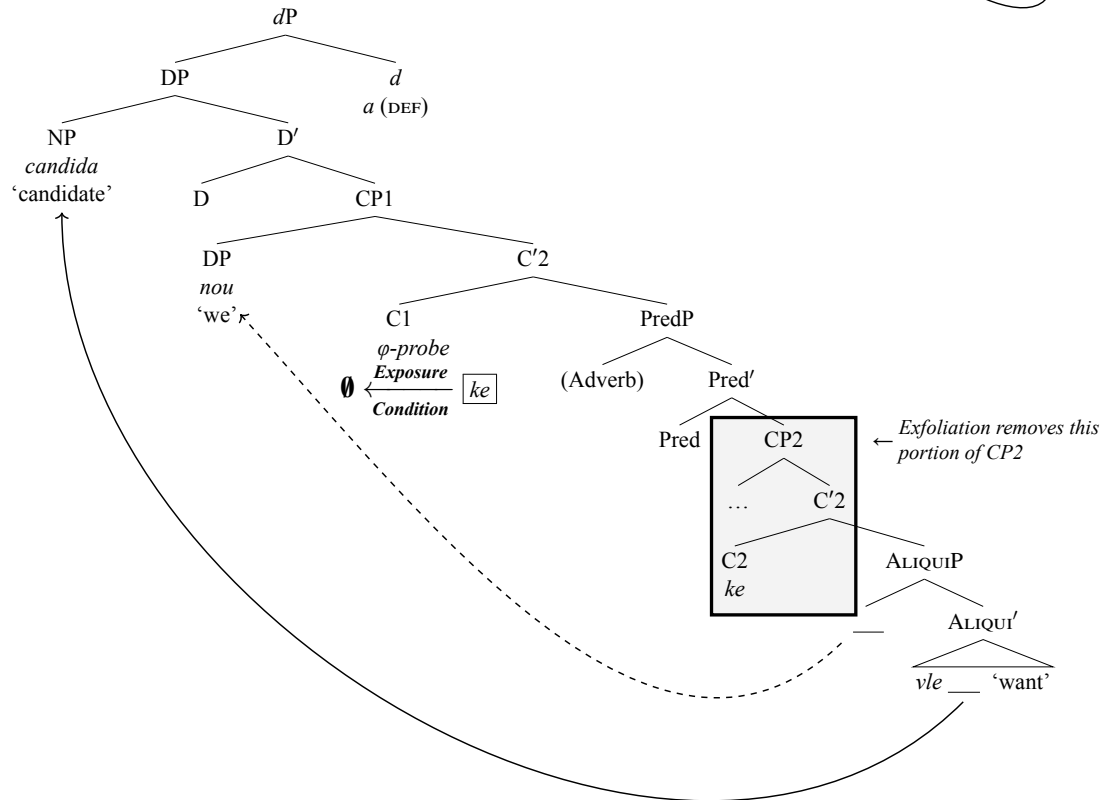 dP
DP d
a (DEF)
NP D′
candida
‘candidate’
D CP1
DP C′2
nou
‘we’
C1 PredP
φ-probe
∅ Exposure Condition ke
(Adverb) Pred′
Pred CP2
← Exfoliation removes this
portion of CP2
… C′2
C2 ALIQUIP
ke
ALIQUI′
vle __ ‘want’